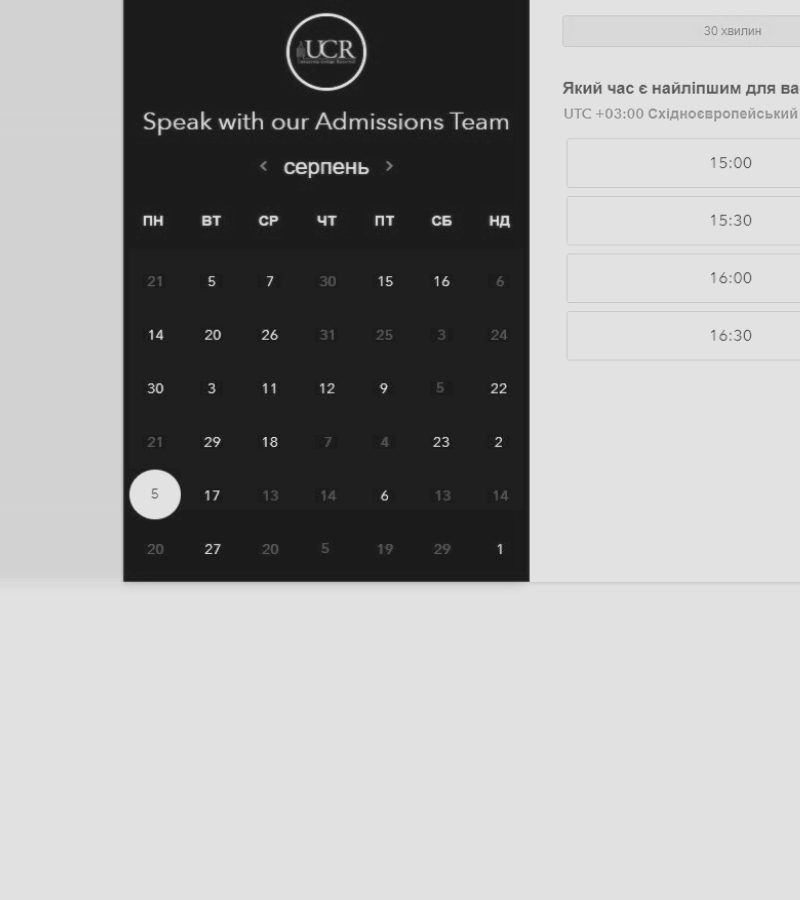 UCR
Speak with our Admissions Team
< серпень >
ПН ВТ СР ЧТ ПТ СБ НД
21 5 7 30 15 16 6
14 20 26 31 25 3 24
30 3 11 12 9 5 22
21 29 18 7 4 23 2
5 17 13 14 6 13 14
20 27 20 5 19 29 1
30 хвилин
Який час є найліпшим для ва
UTC +03:00 Східноєвропейський
15:00
15:30
16:00
16:30